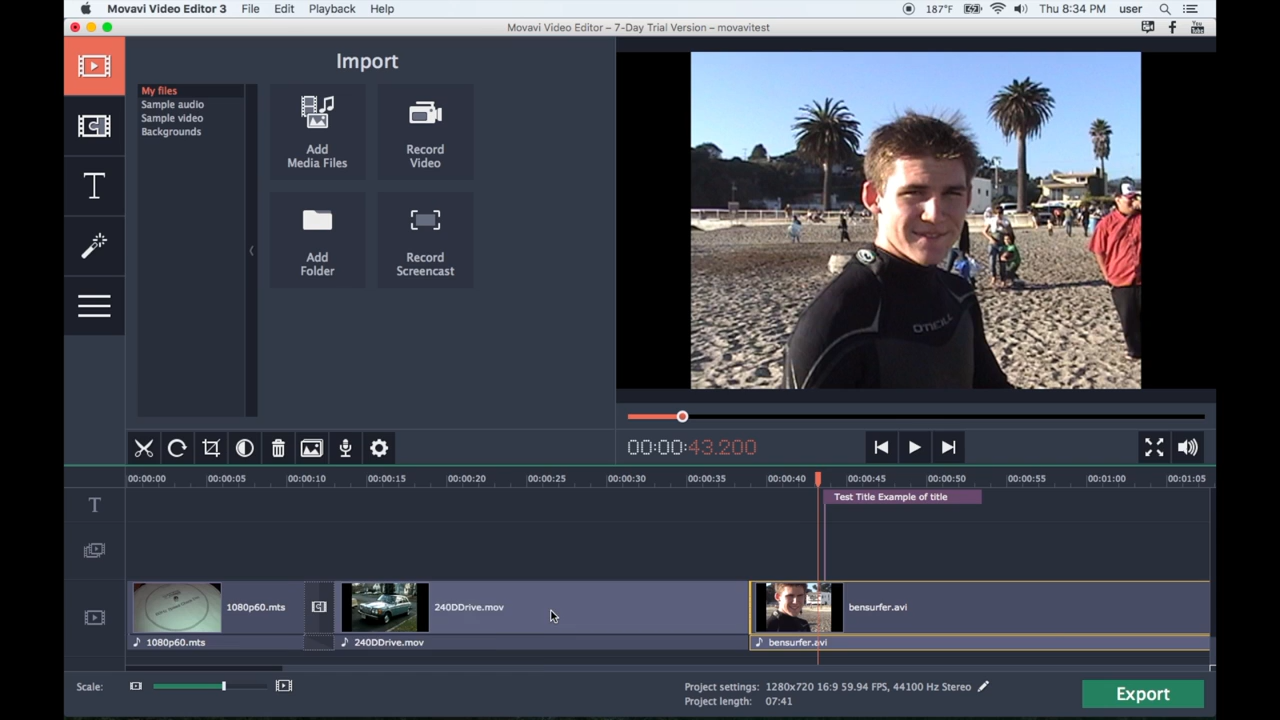 Movavi Video Editor 3 File Edit Playback Help 187°F Thu 8:34 PM user
Movavi Video Editor – 7-Day Trial Version – movavitest
You Tube
Import
My files
Sample audio
Sample video
Backgrounds
Add
Media Files
Record
Video
Add
Folder
Record
Screencast
O'NEILL
00:00:43.200
00:00:00 00:00:05 00:00:10 00:00:15 00:00:20 00:00:25 00:00:30 00:00:35 00:00:40 00:00:45 00:00:50 00:00:55 00:01:00 00:01:05
T
Test Title Example of title
1080p60.mts
240DDrive.mov
bensurfer.avi
1080p60.mts
240DDrive.mov
bensurfer.avi
Scale:
Project settings: 1280x720 16:9 59.94 FPS, 44100 Hz Stereo
Project length: 07:41
Export